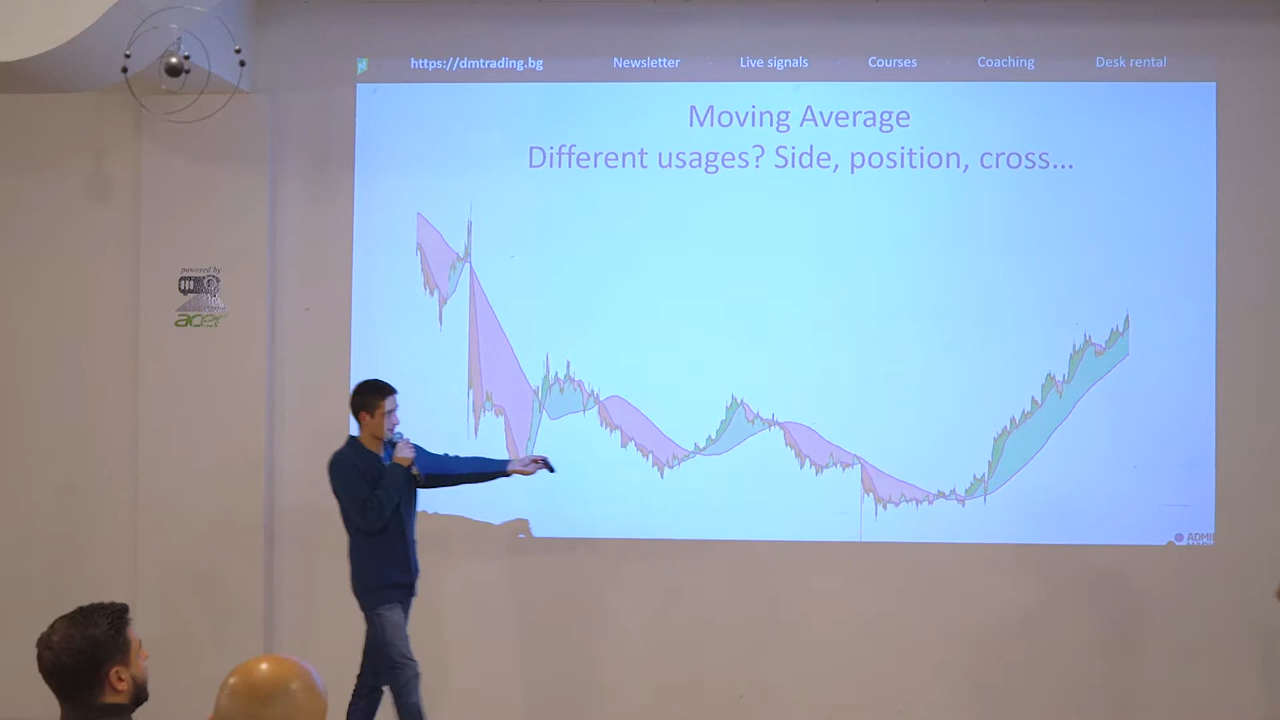 https://dmtrading.bg Newsletter Live signals Courses Coaching Desk rental
Moving Average
Different usages? Side, position, cross...
powered by
acer